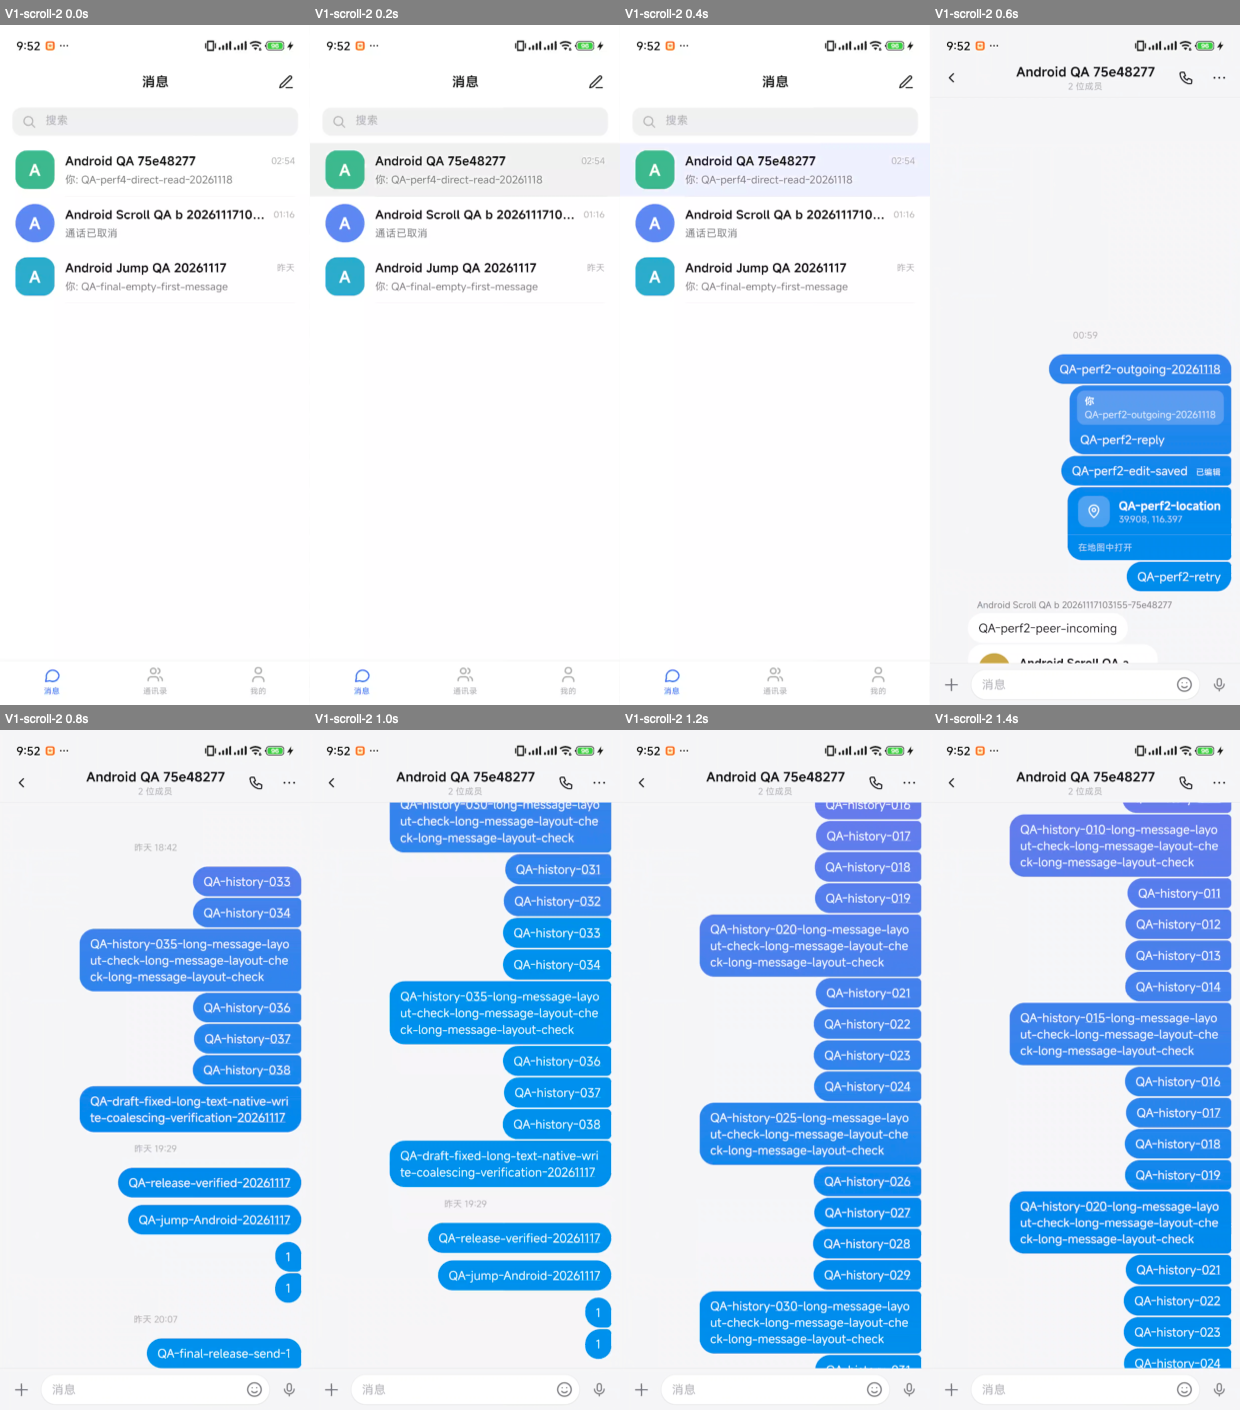 V1-scroll-2 0.0s
9:52
消息
搜索
Android QA 75e48277
02:54
你: QA-perf4-direct-read-20261118
Android Scroll QA b 2026111710...
01:16
通话已取消
Android Jump QA 20261117
昨天
你: QA-final-empty-first-message
消息
通讯录
我的
V1-scroll-2 0.2s
9:52
消息
搜索
Android QA 75e48277
02:54
你: QA-perf4-direct-read-20261118
Android Scroll QA b 2026111710...
01:16
通话已取消
Android Jump QA 20261117
昨天
你: QA-final-empty-first-message
消息
通讯录
我的
V1-scroll-2 0.4s
9:52
消息
搜索
Android QA 75e48277
02:54
你: QA-perf4-direct-read-20261118
Android Scroll QA b 2026111710...
01:16
通话已取消
Android Jump QA 20261117
昨天
你: QA-final-empty-first-message
消息
通讯录
我的
V1-scroll-2 0.6s
9:52
Android QA 75e48277
2 位成员
00:59
QA-perf2-outgoing-20261118
你
QA-perf2-outgoing-20261118
QA-perf2-reply
QA-perf2-edit-saved 已编辑
QA-perf2-location
39.908, 116.397
在地图中打开
QA-perf2-retry
Android Scroll QA b 20261117103155-75e48277
QA-perf2-peer-incoming
Android Scroll QA a
消息
V1-scroll-2 0.8s
9:52
Android QA 75e48277
2 位成员
昨天 18:42
QA-history-033
QA-history-034
QA-history-035-long-message-layo
ut-check-long-message-layout-che
ck-long-message-layout-check
QA-history-036
QA-history-037
QA-history-038
QA-draft-fixed-long-text-native-wri
te-coalescing-verification-20261117
昨天 19:29
QA-release-verified-20261117
QA-jump-Android-20261117
1
1
昨天 20:07
QA-final-release-send-1
消息
V1-scroll-2 1.0s
9:52
Android QA 75e48277
2 位成员
QA-history-030-long-message-layo
ut-check-long-message-layout-che
ck-long-message-layout-check
QA-history-031
QA-history-032
QA-history-033
QA-history-034
QA-history-035-long-message-layo
ut-check-long-message-layout-che
ck-long-message-layout-check
QA-history-036
QA-history-037
QA-history-038
QA-draft-fixed-long-text-native-wri
te-coalescing-verification-20261117
昨天 19:29
QA-release-verified-20261117
QA-jump-Android-20261117
1
1
消息
V1-scroll-2 1.2s
9:52
Android QA 75e48277
2 位成员
QA-history-016
QA-history-017
QA-history-018
QA-history-019
QA-history-020-long-message-layo
ut-check-long-message-layout-che
ck-long-message-layout-check
QA-history-021
QA-history-022
QA-history-023
QA-history-024
QA-history-025-long-message-layo
ut-check-long-message-layout-che
ck-long-message-layout-check
QA-history-026
QA-history-027
QA-history-028
QA-history-029
QA-history-030-long-message-layo
ut-check-long-message-layout-che
ck-long-message-layout-check
QA-history-031
消息
V1-scroll-2 1.4s
9:52
Android QA 75e48277
2 位成员
QA-history-010-long-message-layo
ut-check-long-message-layout-che
ck-long-message-layout-check
QA-history-011
QA-history-012
QA-history-013
QA-history-014
QA-history-015-long-message-layo
ut-check-long-message-layout-che
ck-long-message-layout-check
QA-history-016
QA-history-017
QA-history-018
QA-history-019
QA-history-020-long-message-layo
ut-check-long-message-layout-che
ck-long-message-layout-check
QA-history-021
QA-history-022
QA-history-023
QA-history-024
消息